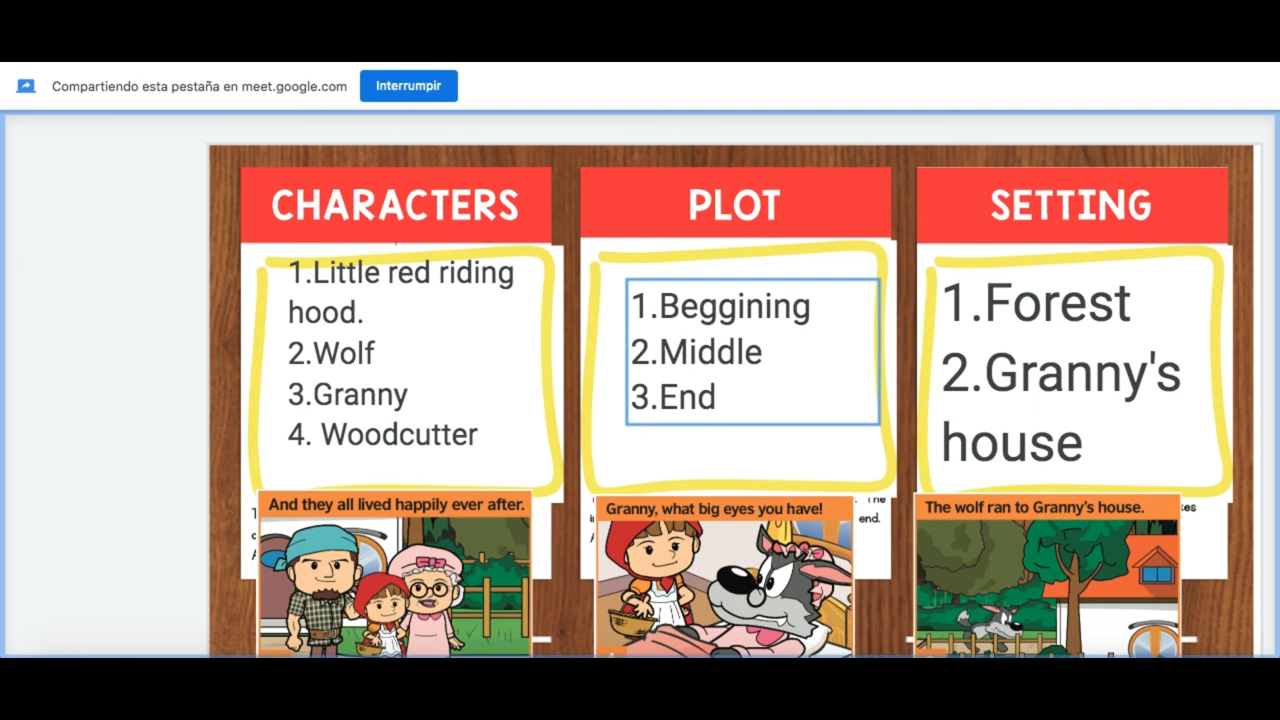 Compartiendo esta pestaña en meet.google.com
Interrumpir
CHARACTERS
1.Little red riding
hood.
2.Wolf
3.Granny
4. Woodcutter
And they all lived happily ever after.
PLOT
1.Beggining
2.Middle
3.End
The
end.
Granny, what big eyes you have!
SETTING
1.Forest
2.Granny's
house
The wolf ran to Granny's house.